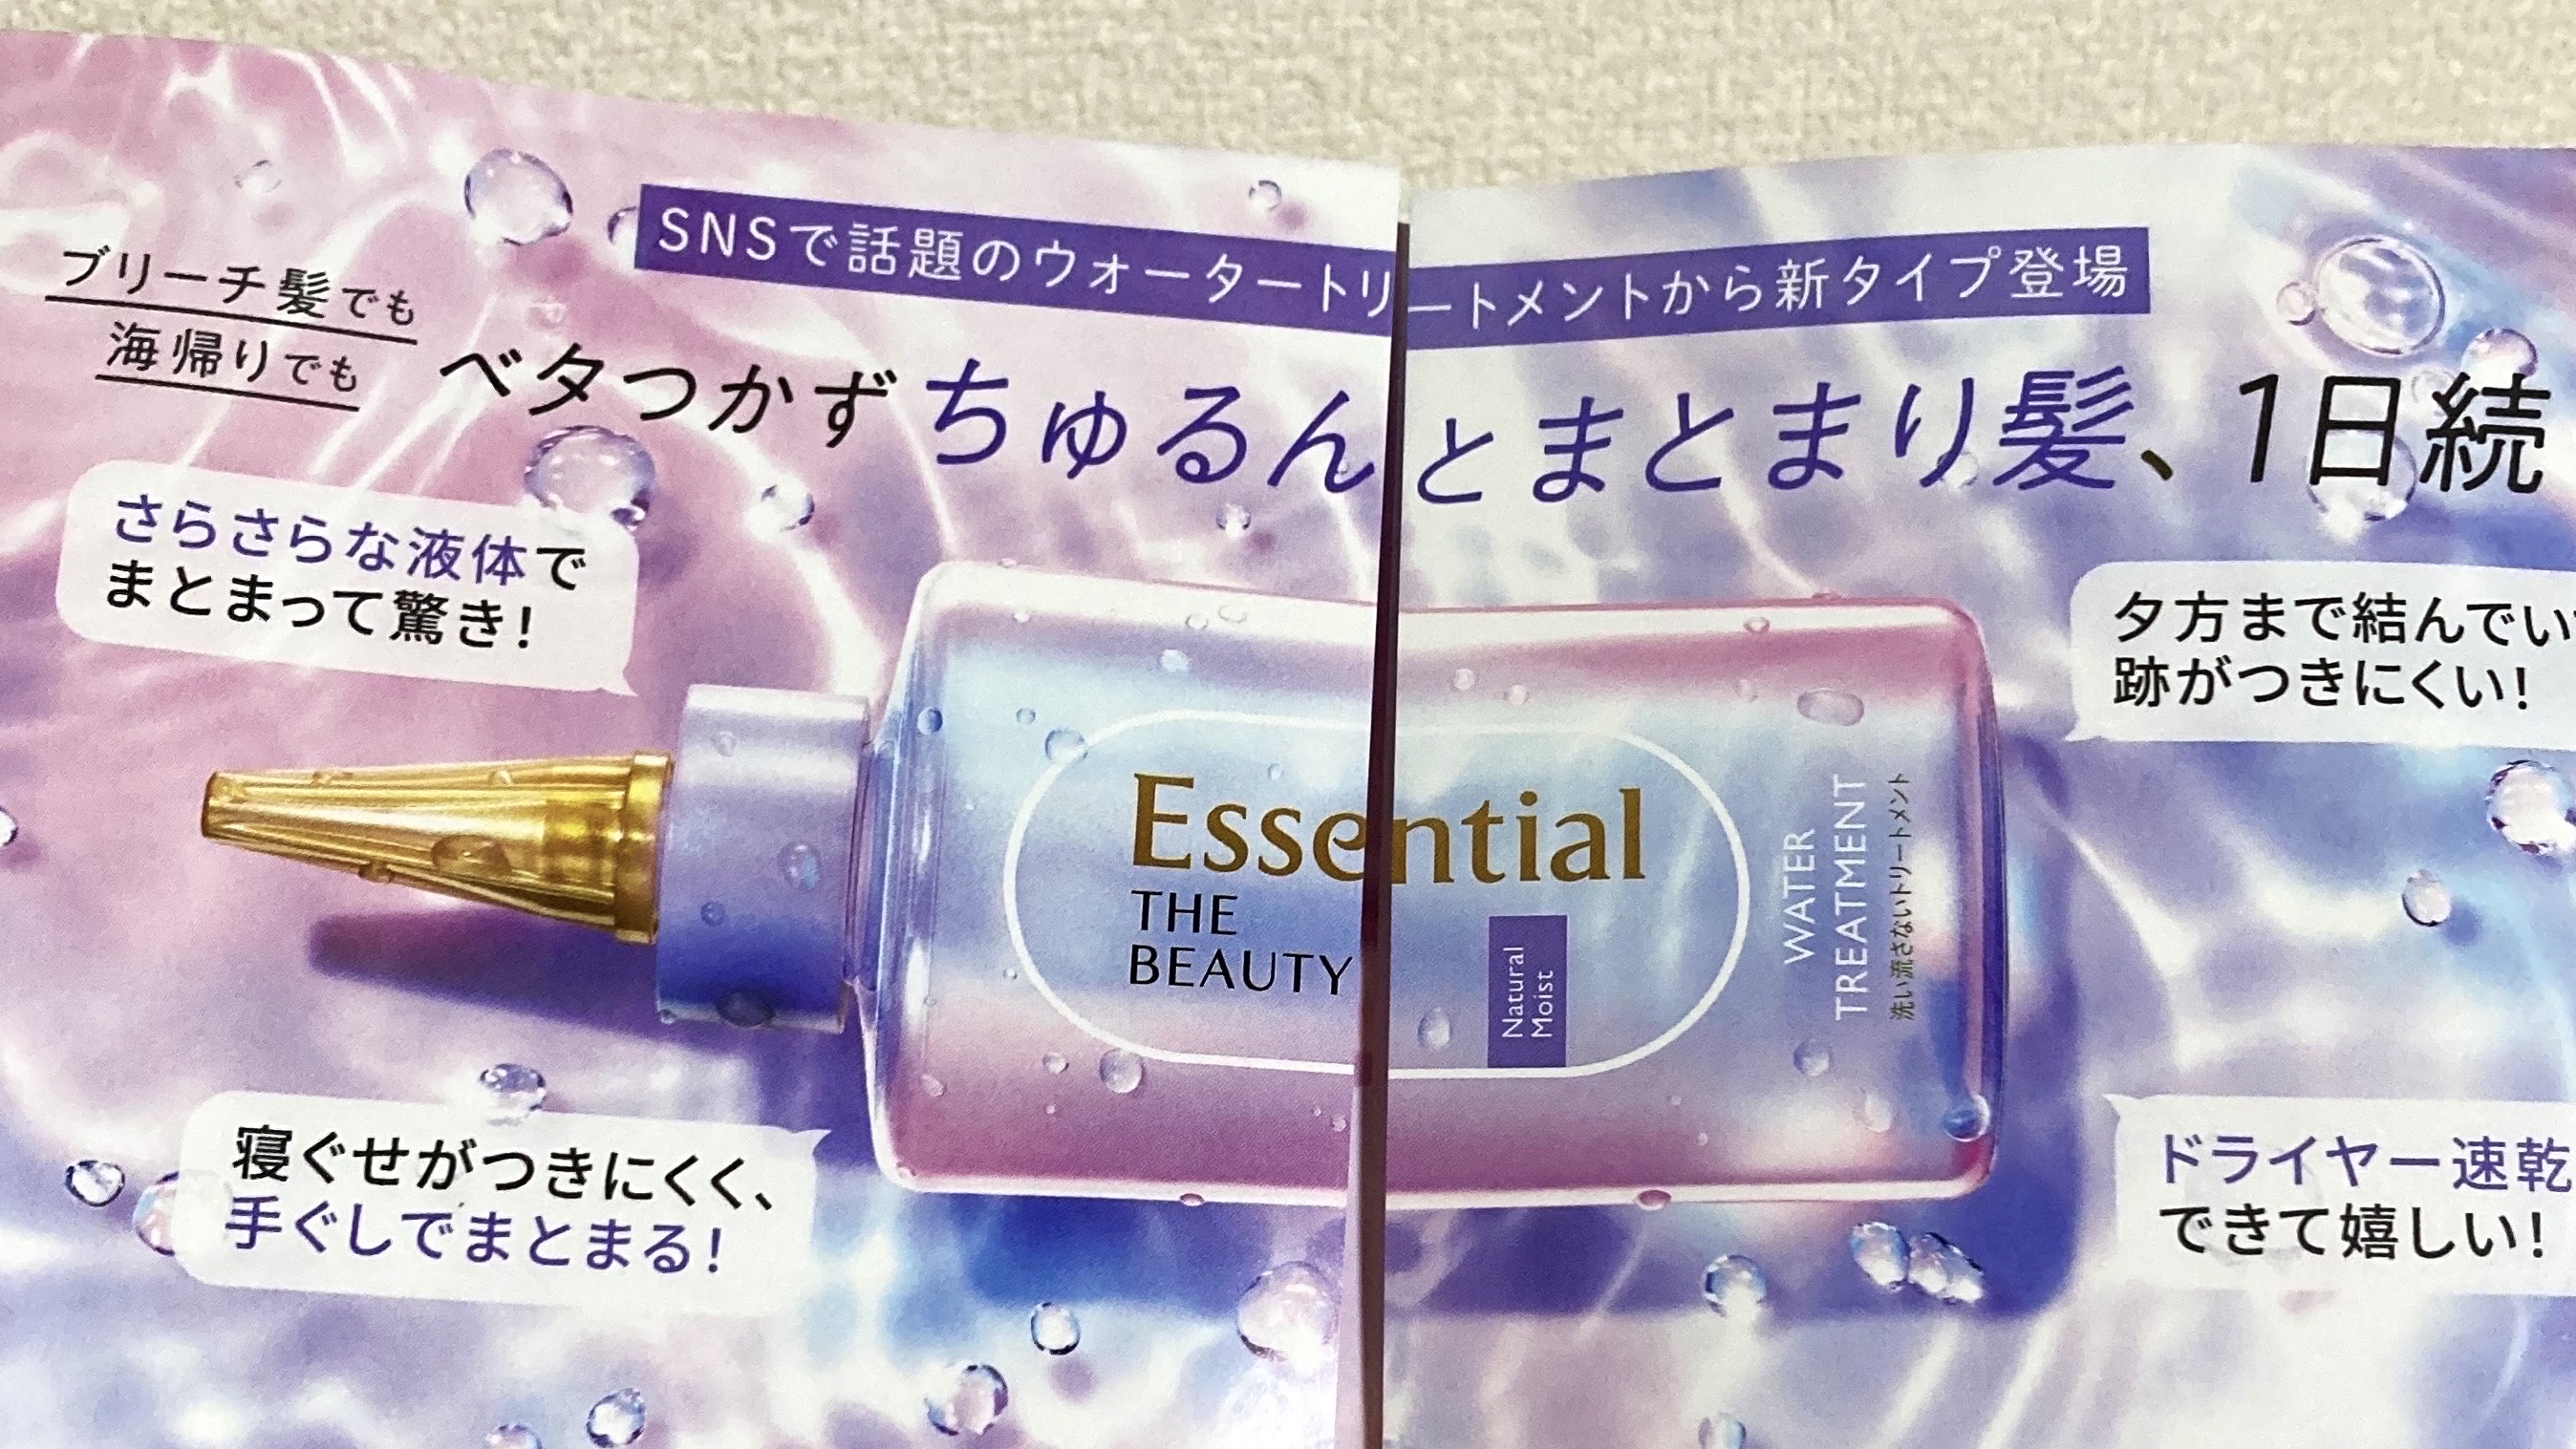 SNSで話題のウォータートリートメントから新タイプ登場
ブリーチ髪でも
海帰りでも
ベタつかずちゅるんとまとまり髪、1日続
さらさらな液体で
まとまって驚き!
夕方まで結んでい
跡がつきにくい!
Essential
THE
BEAUTY
Natural
Moist
WATER
TREATMENT
洗い流さないトリートメント
寝ぐせがつきにくく、
手ぐしでまとまる!
ドライヤー速乾
できて嬉しい!